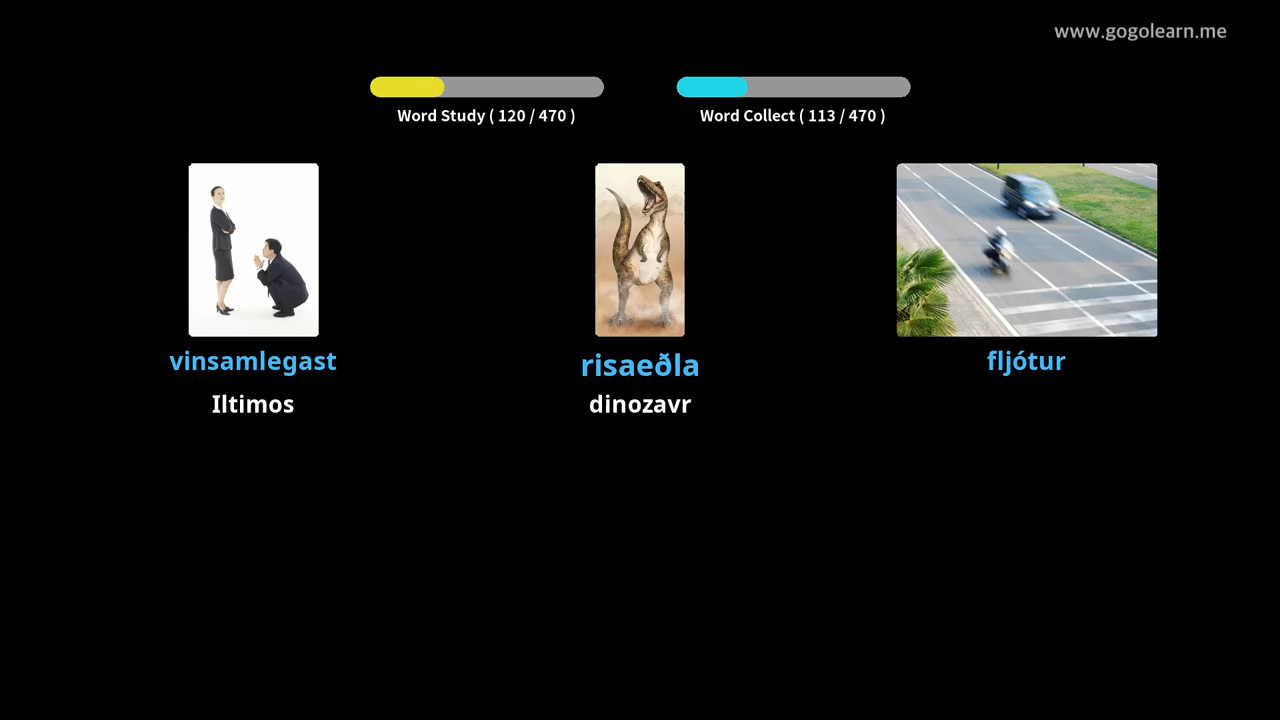 www.gogolearn.me
Word Study ( 120 / 470 )
Word Collect ( 113 / 470 )
vinsamlegast
risaeðla
fljótur
Iltimos
dinozavr